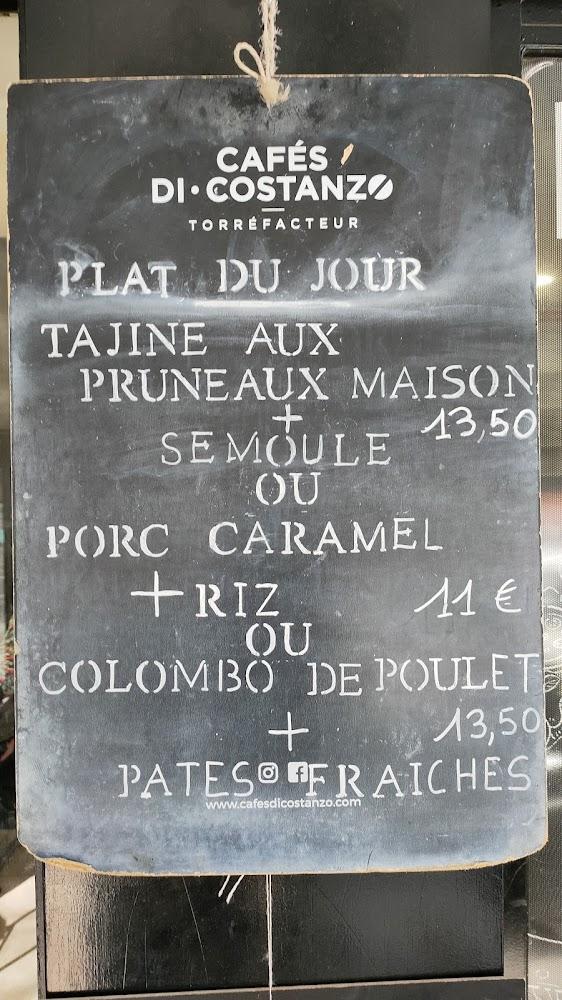 CAFÉS
DI•COSTANZO
TORRÉFACTEUR
PLAT DU JOUR
TAJINE AUX
PRUNEAUX MAISON
+ 13,50
SEMOULE
OU
PORC CARAMEL
+ RIZ 11 €
OU
COLOMBO DE POULET
+ 13,50
PATES FRAICHES
www.cafesdicostanzo.com